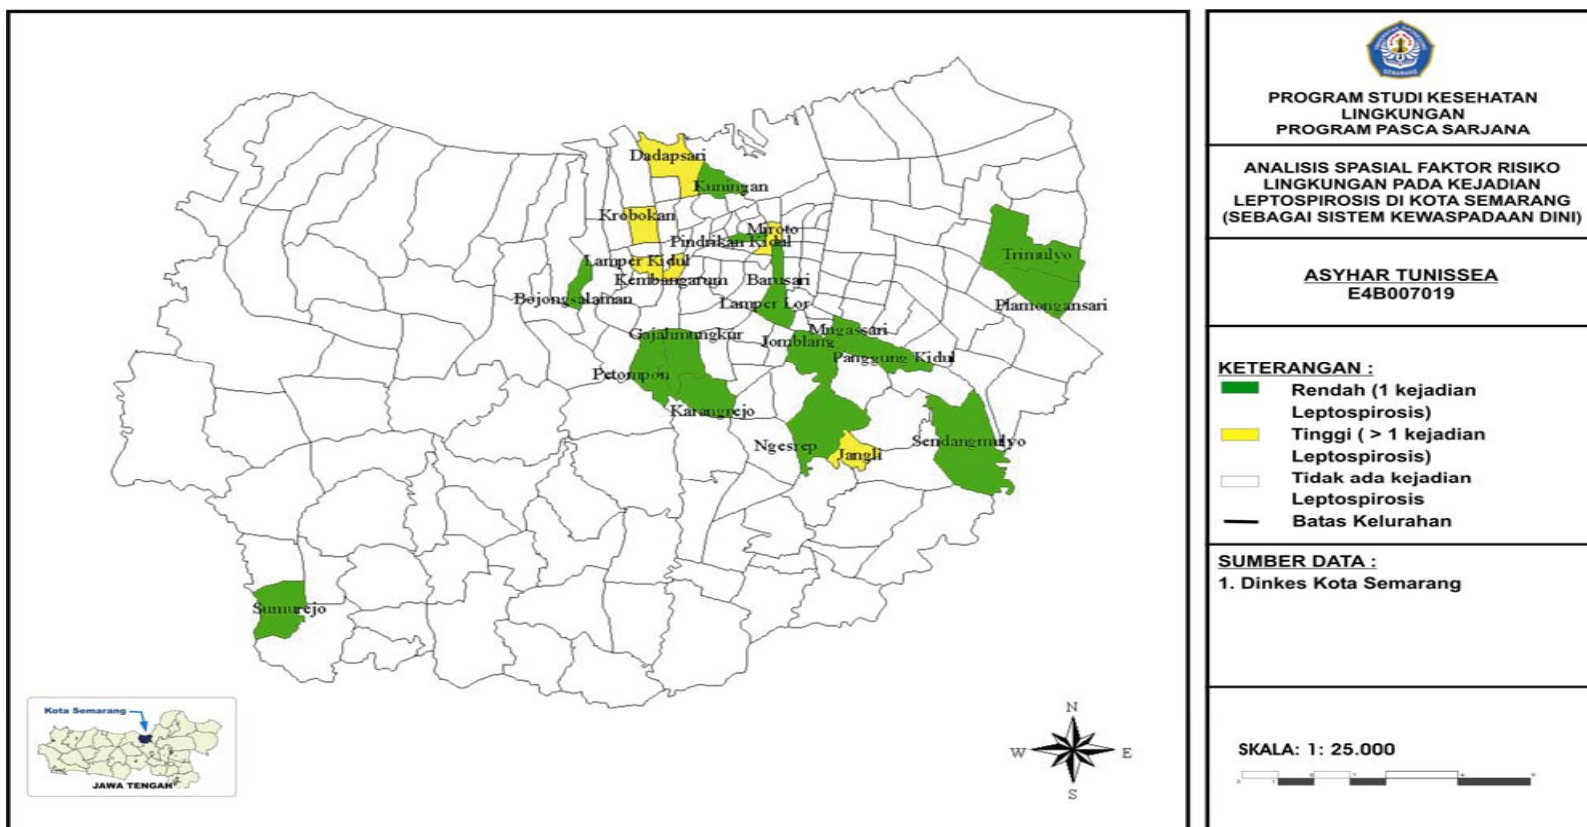 Dadapsari
Kuningan
Krobokan
Miroto
Pindrikan Kidul
Lamper Kidul
Kembangarum
Barusari
Bojongsalaman
Lamper Lor
Trimulyo
Plamongansari
Mugassari
Gajahmungkur
Jomblang
Panggung Kidul
Petompon
Karangrejo
Ngesrep
Jangli
Sendangmulyo
Sumurejo
Kota Semarang
JAWA TENGAH
N
W
E
S
PROGRAM STUDI KESEHATAN
LINGKUNGAN
PROGRAM PASCA SARJANA
ANALISIS SPASIAL FAKTOR RISIKO
LINGKUNGAN PADA KEJADIAN
LEPTOSPIROSIS DI KOTA SEMARANG
(SEBAGAI SISTEM KEWASPADAAN DINI)
ASYHAR TUNISSEA
E4B007019
KETERANGAN :
Rendah (1 kejadian
Leptospirosis)
Tinggi ( > 1 kejadian
Leptospirosis)
Tidak ada kejadian
Leptospirosis
Batas Kelurahan
SUMBER DATA :
1. Dinkes Kota Semarang
SKALA: 1: 25.000